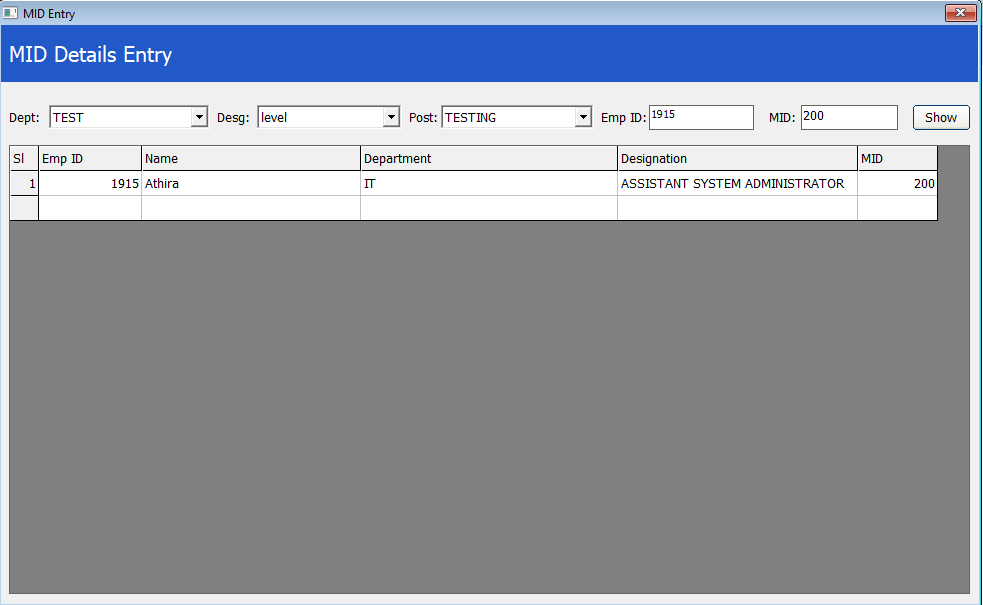 MID Entry
MID Details Entry
Dept: TEST Desg: level Post: TESTING Emp ID: 1915 MID: 200 Show
Sl Emp ID Name Department Designation MID
1 1915 Athira IT ASSISTANT SYSTEM ADMINISTRATOR 200